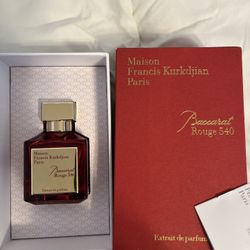 Maison
Francis Kurkdjian
Paris
Baccarat
Rouge 540
Extrait de parfum
Maison
Francis Kurkdjian
Paris
Baccarat
Rouge 540
Extrait de parfum